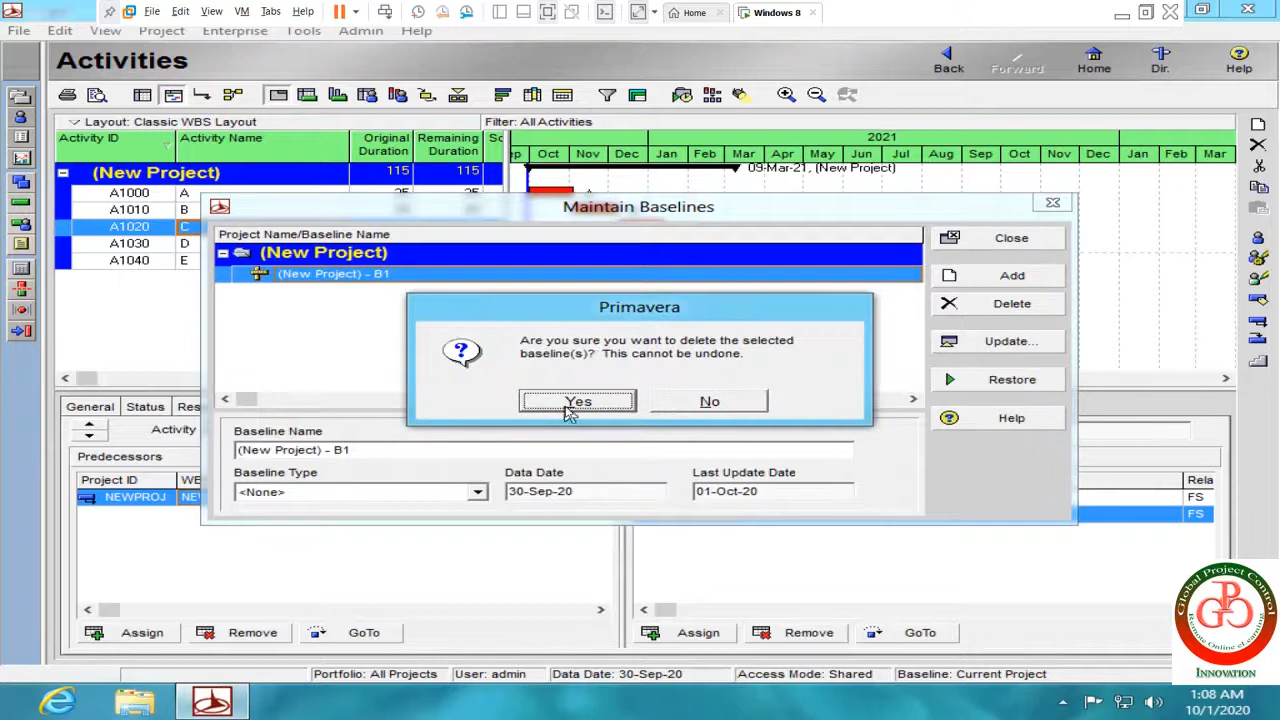 File Edit View VM Tabs Help Home Windows 8
File Edit View Project Enterprise Tools Admin Help
Activities
Back Forward Home Dir. Help
Layout: Classic WBS Layout Filter: All Activities
Activity ID Activity Name Original Duration Remaining Duration 2021
Oct Nov Dec Jan Feb Mar Apr May Jun Jul Aug Sep Oct Nov Dec Jan Feb Mar
(New Project) 115 115 09-Mar-21, (New Project)
A1000 A
A1010 B
A1020 C
A1030 D
A1040 E
Maintain Baselines
Project Name/Baseline Name
(New Project)
(New Project) - B1
Close
Add
Delete
Update...
Restore
Help
Primavera
Are you sure you want to delete the selected
baseline(s)? This cannot be undone.
Yes No
Baseline Name
(New Project) - B1
Baseline Type Data Date Last Update Date
<None> 30-Sep-20 01-Oct-20
General Status
Activity
Predecessors
Project ID
NEWPROJ
FS
FS
Assign Remove GoTo Assign Remove GoTo
Portfolio: All Projects User: admin Data Date: 30-Sep-20 Access Mode: Shared Baseline: Current Project
Global Project Control
GPC
Remote Online eLearning
INNOVATION
1:08 AM
10/1/2020